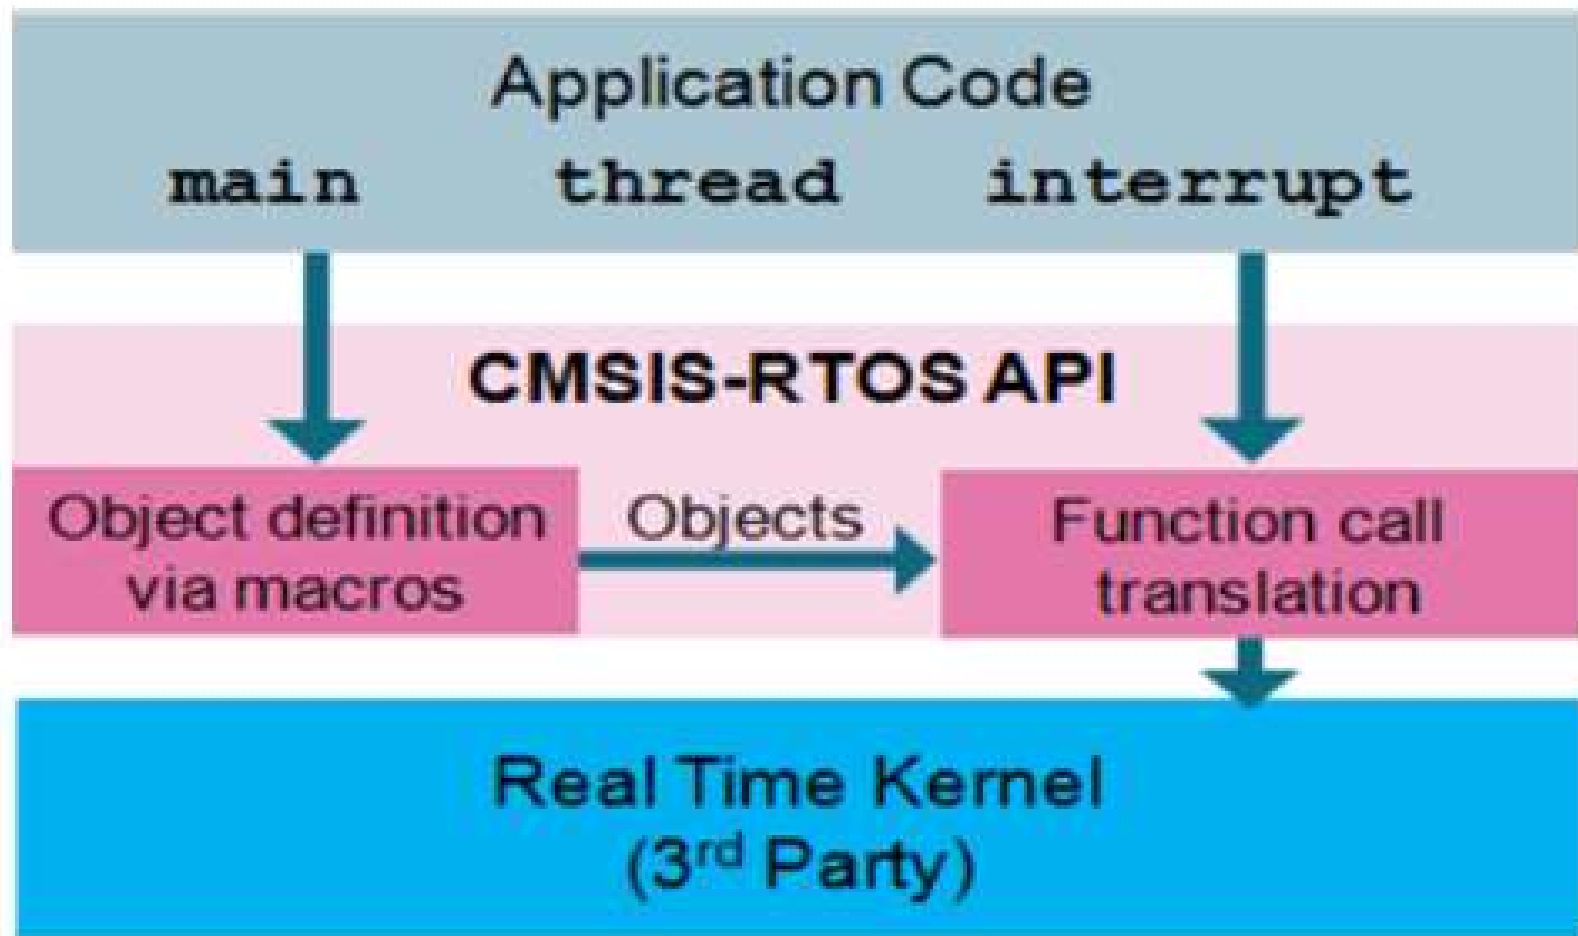 Application Code
main thread interrupt
CMSIS-RTOS API
Object definition
via macros
Objects
Function call
translation
Real Time Kernel
(3rd Party)